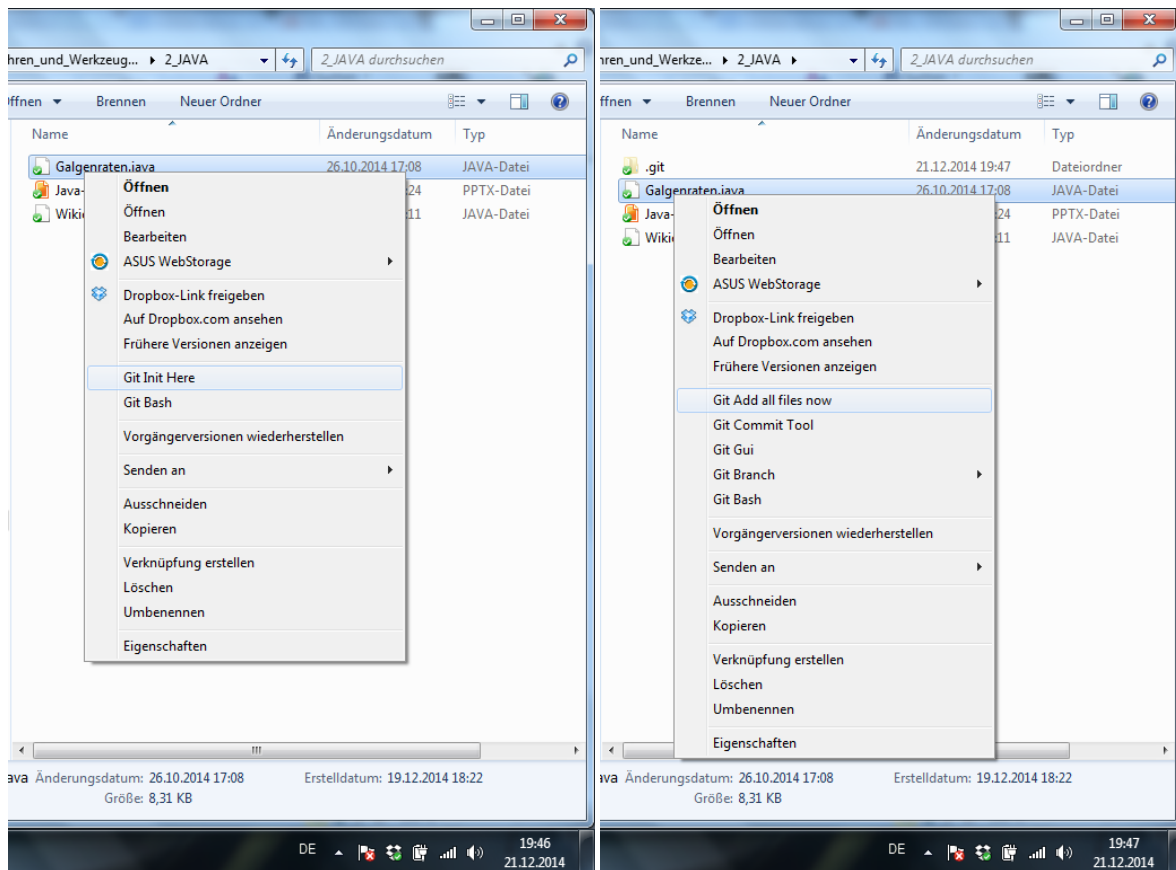 hren_und_Werkzeug... ▸ 2_JAVA
2_JAVA durchsuchen
ffnen
Brennen
Neuer Ordner
Name
Änderungsdatum
Typ
Galgenraten.java
26.10.2014 17:08
JAVA-Datei
Java-
24
PPTX-Datei
Wiki
11
JAVA-Datei
Öffnen
Öffnen
Bearbeiten
ASUS WebStorage
Dropbox-Link freigeben
Auf Dropbox.com ansehen
Frühere Versionen anzeigen
Git Init Here
Git Bash
Vorgängerversionen wiederherstellen
Senden an
Ausschneiden
Kopieren
Verknüpfung erstellen
Löschen
Umbenennen
Eigenschaften
ava Änderungsdatum: 26.10.2014 17:08 Erstelldatum: 19.12.2014 18:22
Größe: 8,31 KB
DE
19:46
21.12.2014
hren_und_Werkze... ▸ 2_JAVA ▸
2_JAVA durchsuchen
ffnen
Brennen
Neuer Ordner
Name
Änderungsdatum
Typ
.git
21.12.2014 19:47
Dateiordner
Galgenraten.java
26.10.2014 17:08
JAVA-Datei
Java-
24
PPTX-Datei
Wiki
11
JAVA-Datei
Öffnen
Öffnen
Bearbeiten
ASUS WebStorage
Dropbox-Link freigeben
Auf Dropbox.com ansehen
Frühere Versionen anzeigen
Git Add all files now
Git Commit Tool
Git Gui
Git Branch
Git Bash
Vorgängerversionen wiederherstellen
Senden an
Ausschneiden
Kopieren
Verknüpfung erstellen
Löschen
Umbenennen
Eigenschaften
ava Änderungsdatum: 26.10.2014 17:08 Erstelldatum: 19.12.2014 18:22
Größe: 8,31 KB
DE
19:47
21.12.2014